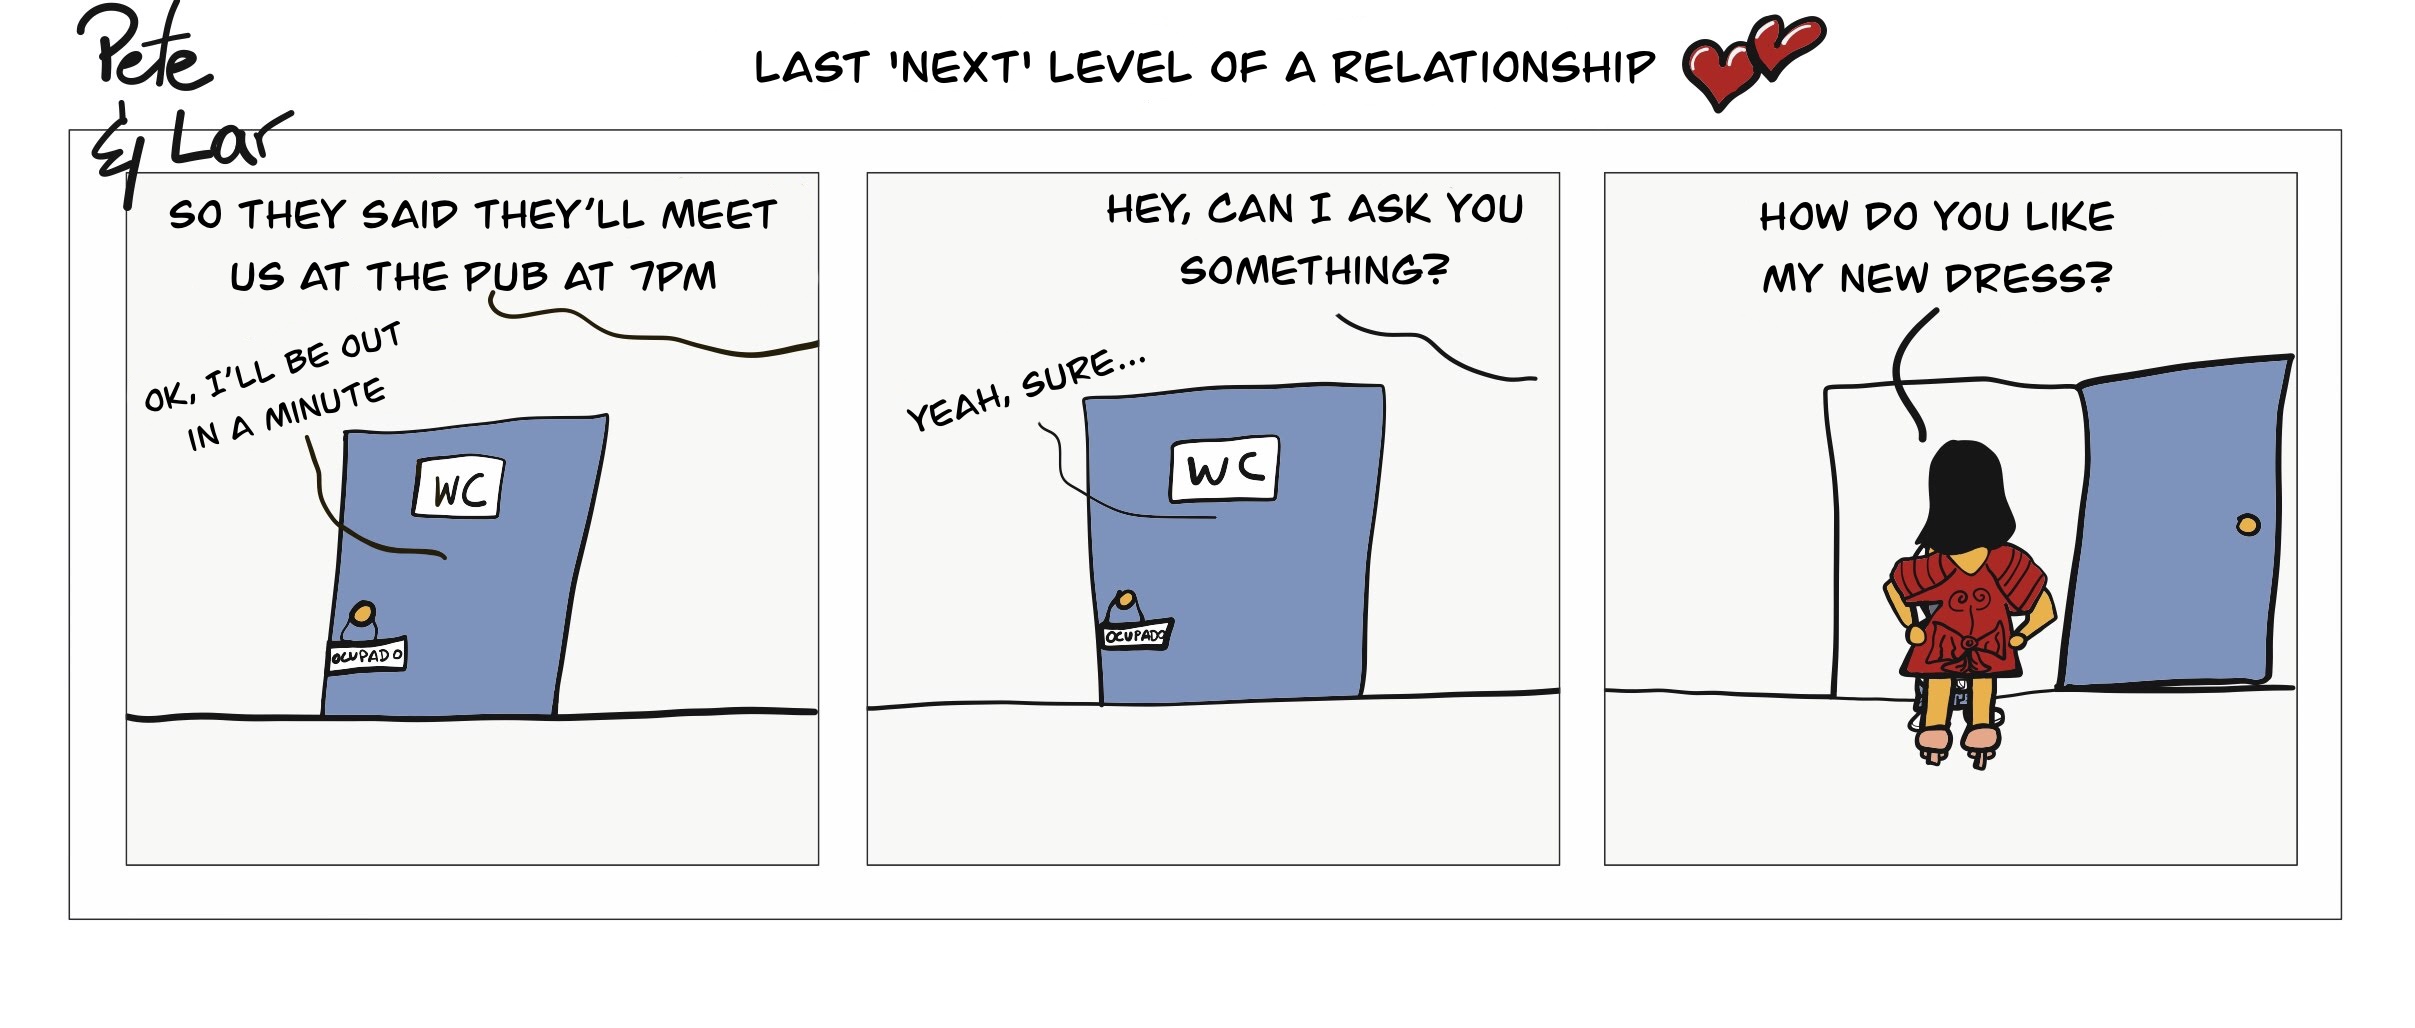 Pete
& Lar
LAST 'NEXT' LEVEL OF A RELATIONSHIP
SO THEY SAID THEY'LL MEET
US AT THE PUB AT 7PM
OK, I'LL BE OUT
IN A MINUTE
WC
OCUPADO
HEY, CAN I ASK YOU
SOMETHING?
YEAH, SURE...
WC
OCUPADO
HOW DO YOU LIKE
MY NEW DRESS?